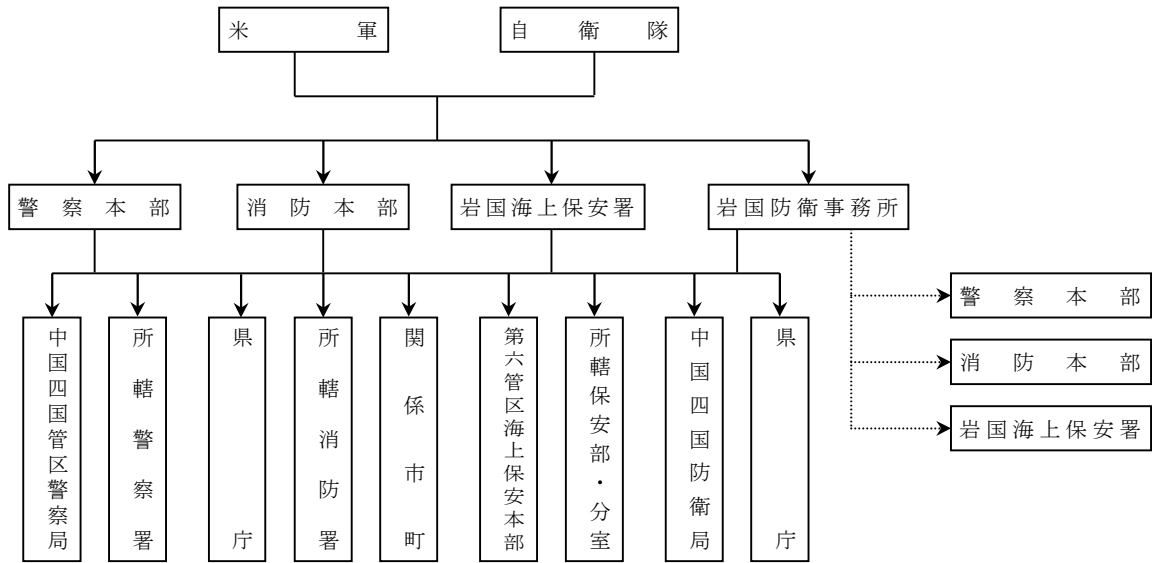 米軍
自衛隊
警察本部
消防本部
岩国海上保安署
岩国防衛事務所
警察本部
消防本部
岩国海上保安署
中国四国管区警察局
所轄警察署
県庁
所轄消防署
関係市町
第六管区海上保安本部
所轄保安部・分室
中国四国防衛局
県庁